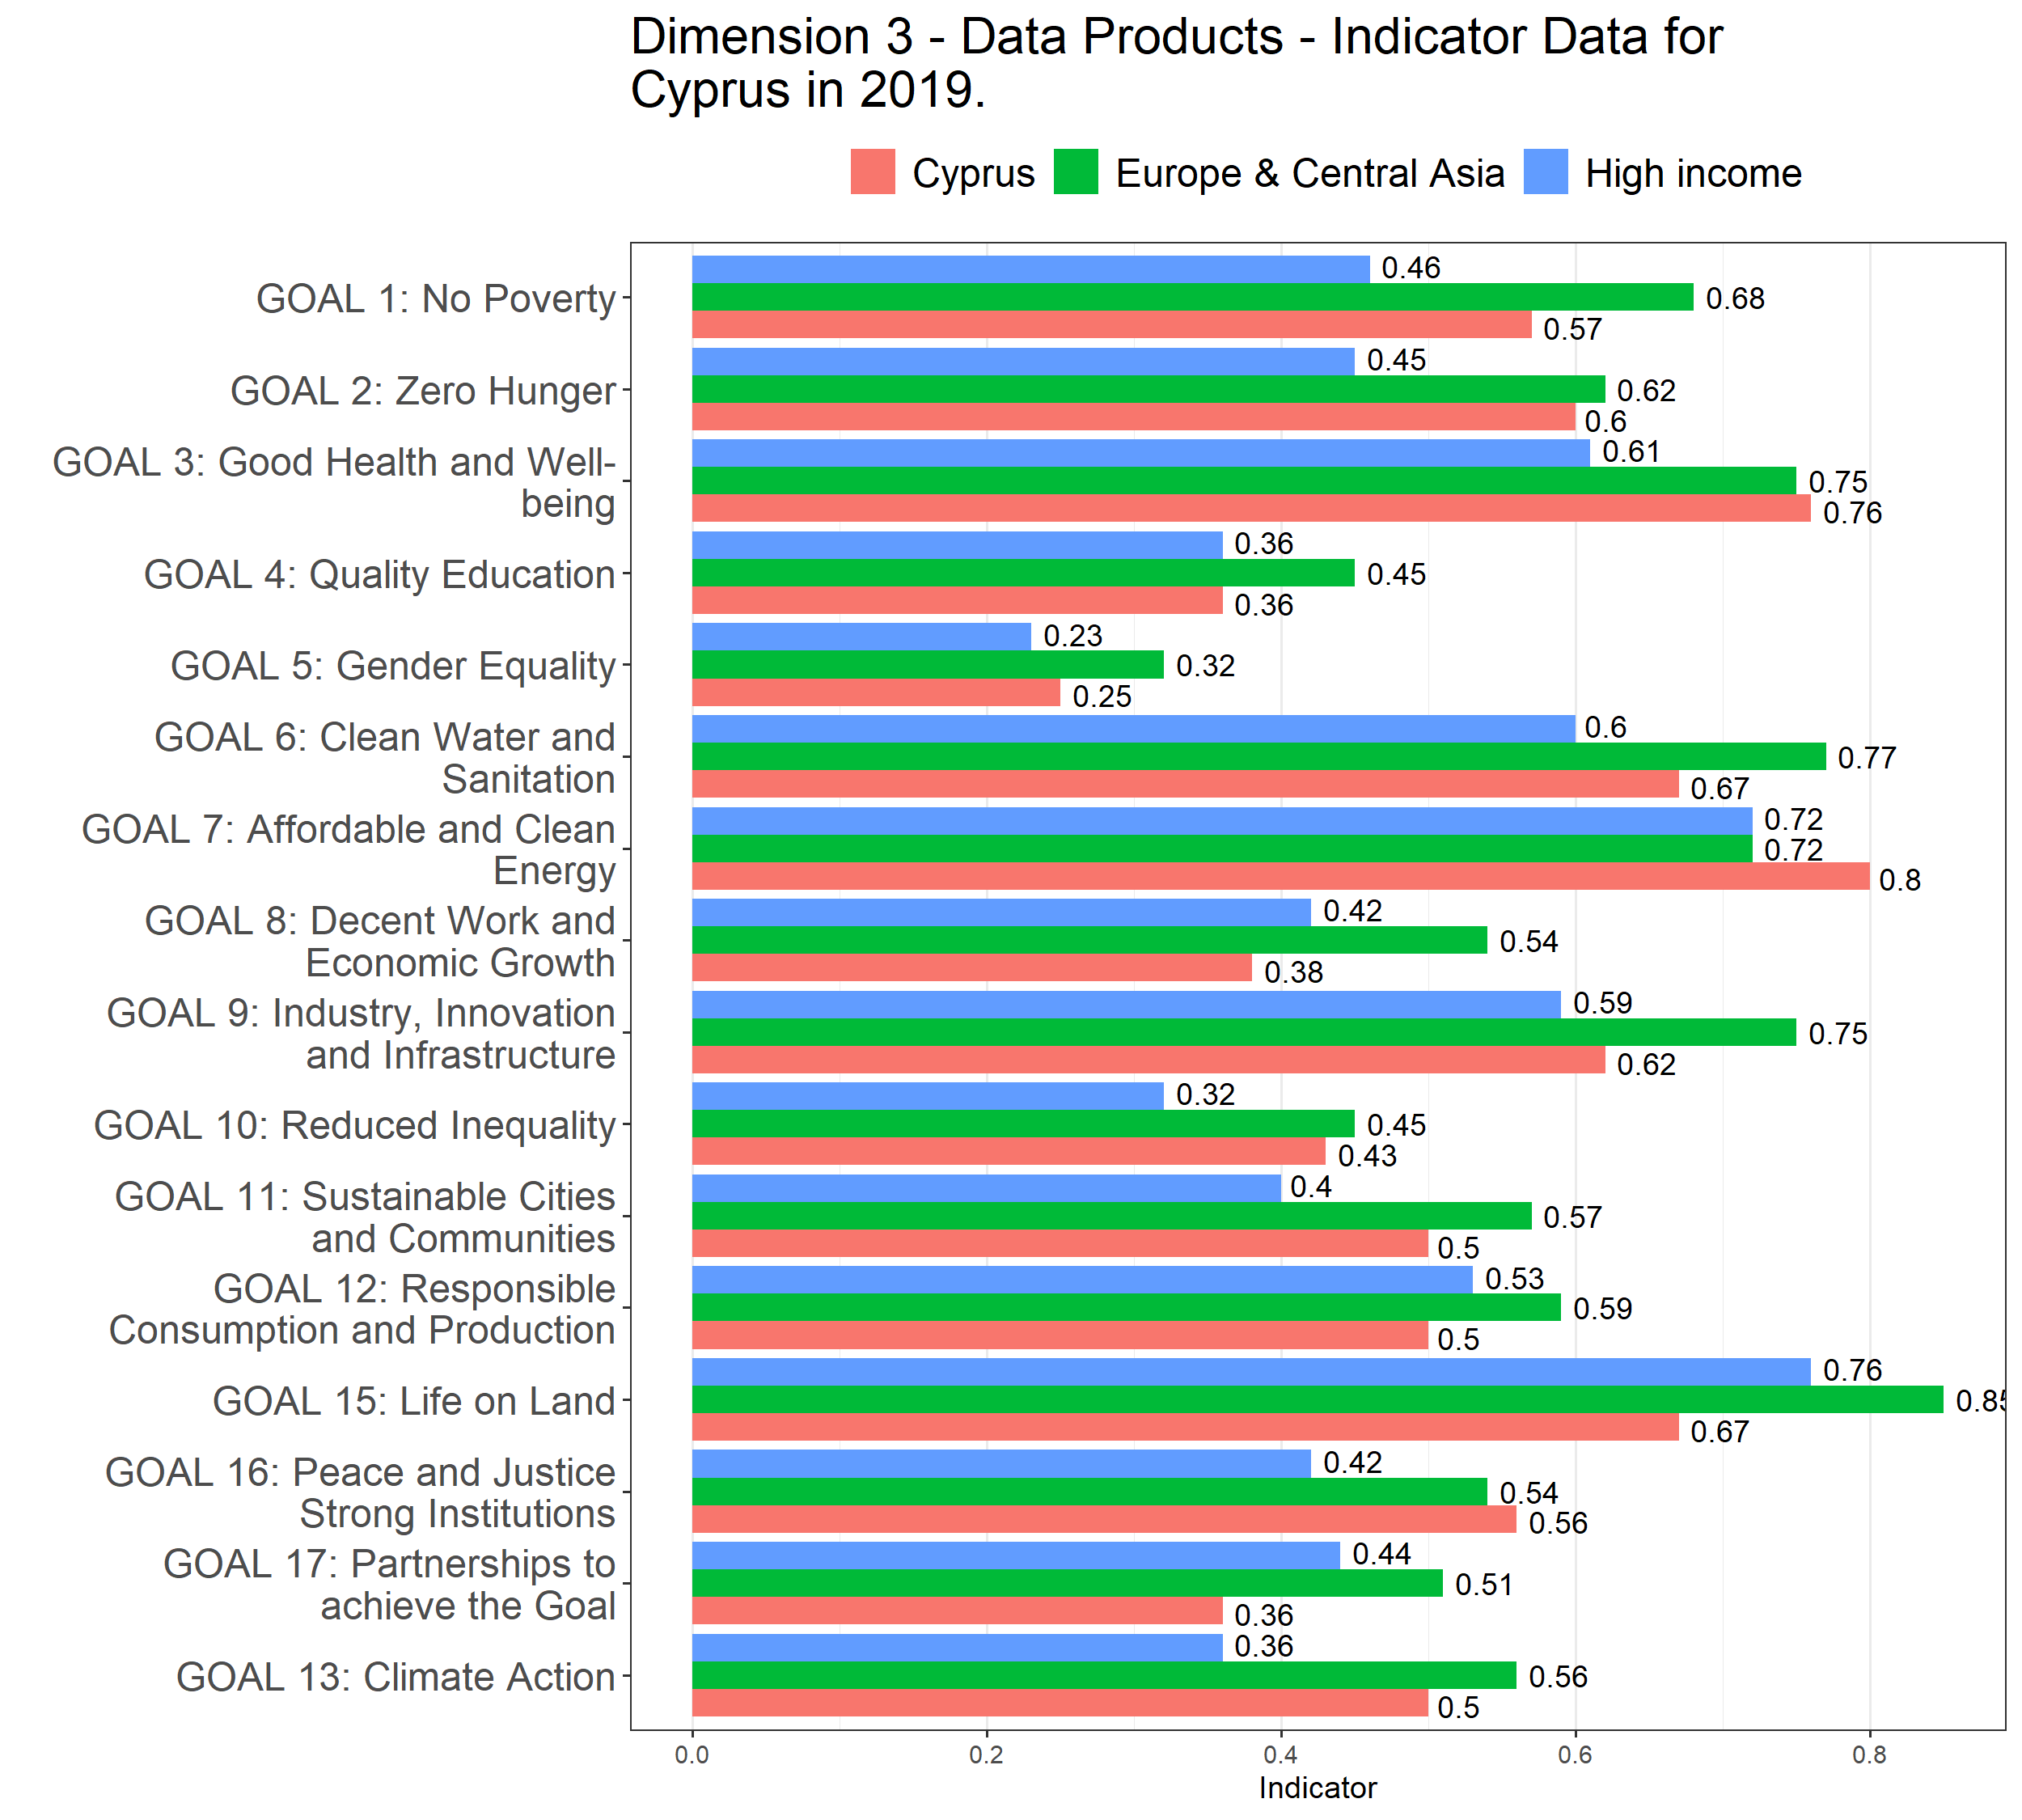 Dimension 3 - Data Products - Indicator Data for
Cyprus in 2019.
Cyprus
Europe & Central Asia
High income
GOAL 1: No Poverty
0.46
0.68
0.57
GOAL 2: Zero Hunger
0.45
0.62
0.6
GOAL 3: Good Health and Well-
being
0.61
0.75
0.76
GOAL 4: Quality Education
0.36
0.45
0.36
GOAL 5: Gender Equality
0.23
0.32
0.25
GOAL 6: Clean Water and
Sanitation
0.6
0.77
0.67
GOAL 7: Affordable and Clean
Energy
0.72
0.72
0.8
GOAL 8: Decent Work and
Economic Growth
0.42
0.54
0.38
GOAL 9: Industry, Innovation
and Infrastructure
0.59
0.75
0.62
GOAL 10: Reduced Inequality
0.32
0.45
0.43
GOAL 11: Sustainable Cities
and Communities
0.4
0.57
0.5
GOAL 12: Responsible
Consumption and Production
0.53
0.59
0.5
GOAL 15: Life on Land
0.76
0.85
0.67
GOAL 16: Peace and Justice
Strong Institutions
0.42
0.54
0.56
GOAL 17: Partnerships to
achieve the Goal
0.44
0.51
0.36
GOAL 13: Climate Action
0.36
0.56
0.5
0.0
0.2
0.4
0.6
0.8
Indicator